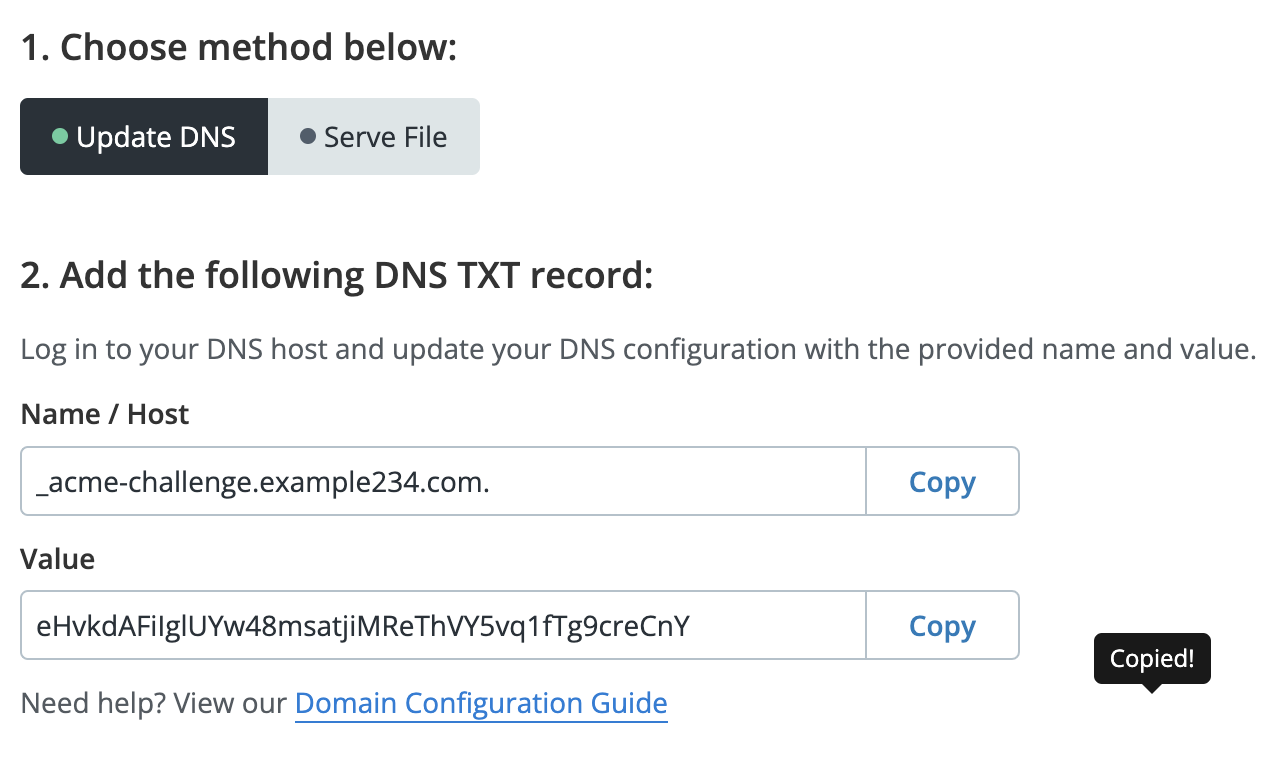 1. Choose method below:
Update DNS
Serve File
2. Add the following DNS TXT record:
Log in to your DNS host and update your DNS configuration with the provided name and value.
Name / Host
_acme-challenge.example234.com.
Copy
Value
eHvkdAFiIglUYw48msatjiMReThVY5vq1fTg9creCnY
Copy
Copied!
Need help? View our Domain Configuration Guide